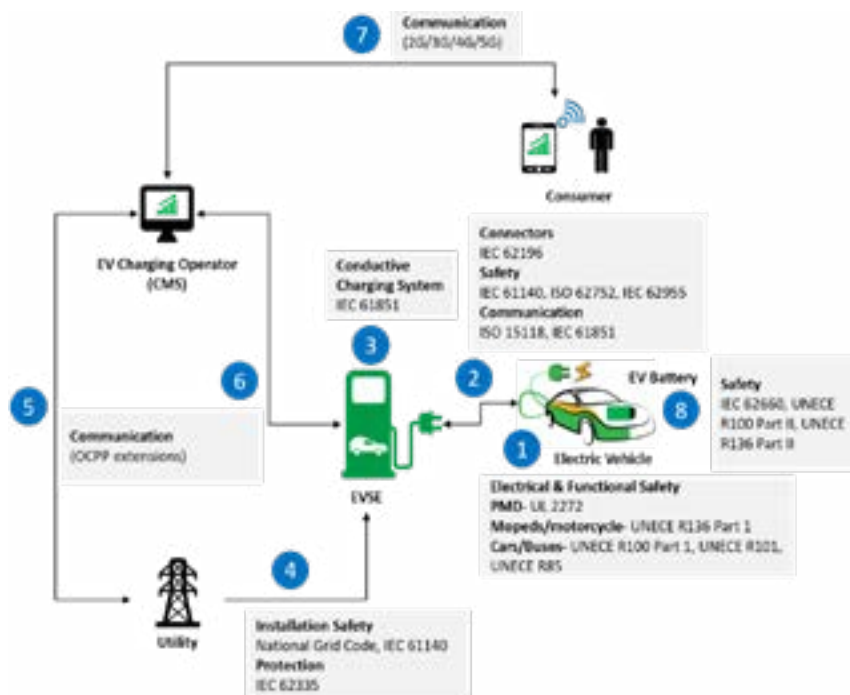 7
Communication
(2G/3G/4G/5G)
Consumer
EV Charging Operator
(CMS)
Connectors
IEC 62196
Safety
IEC 61140, ISO 62752, IEC 62955
Communication
ISO 15118, IEC 61851
Conductive
Charging System
IEC 61851
3
2
6
5
Communication
(OCPP extensions)
EVSE
EV Battery
8
1
Electric Vehicle
Safety
IEC 62660, UNECE
R100 Part II, UNECE
R136 Part II
Electrical & Functional Safety
PMD- UL 2272
Mopeds/motorcycle- UNECE R136 Part 1
Cars/Buses- UNECE R100 Part 1, UNECE R101,
UNECE R85
4
Utility
Installation Safety
National Grid Code, IEC 61140
Protection
IEC 62335